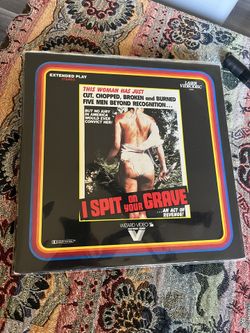 EXTENDED PLAY
LASER
VIDEODISC
THIS WOMAN HAS JUST
CUT, CHOPPED, BROKEN and BURNED
FIVE MEN BEYOND RECOGNITION...
BUT NO JURY
IN AMERICA
WOULD EVER
CONVICT HER!
I SPIT on
YOUR GRAVE
...AN ACT OF
REVENGE!
WIZARD VIDEO